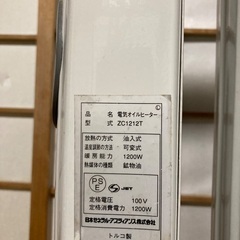 ©
品名 電気オイルヒーター
型式 ZC1212T
放熱の方式 油入式
温度調節の方式 可変式
暖房能力 1200W
熱媒体の種類 鉱物油
PSE JET
定格電圧 100V
定格消費電力 1200W
日本ゼネラル・アプライアンス株式会社
トルコ製